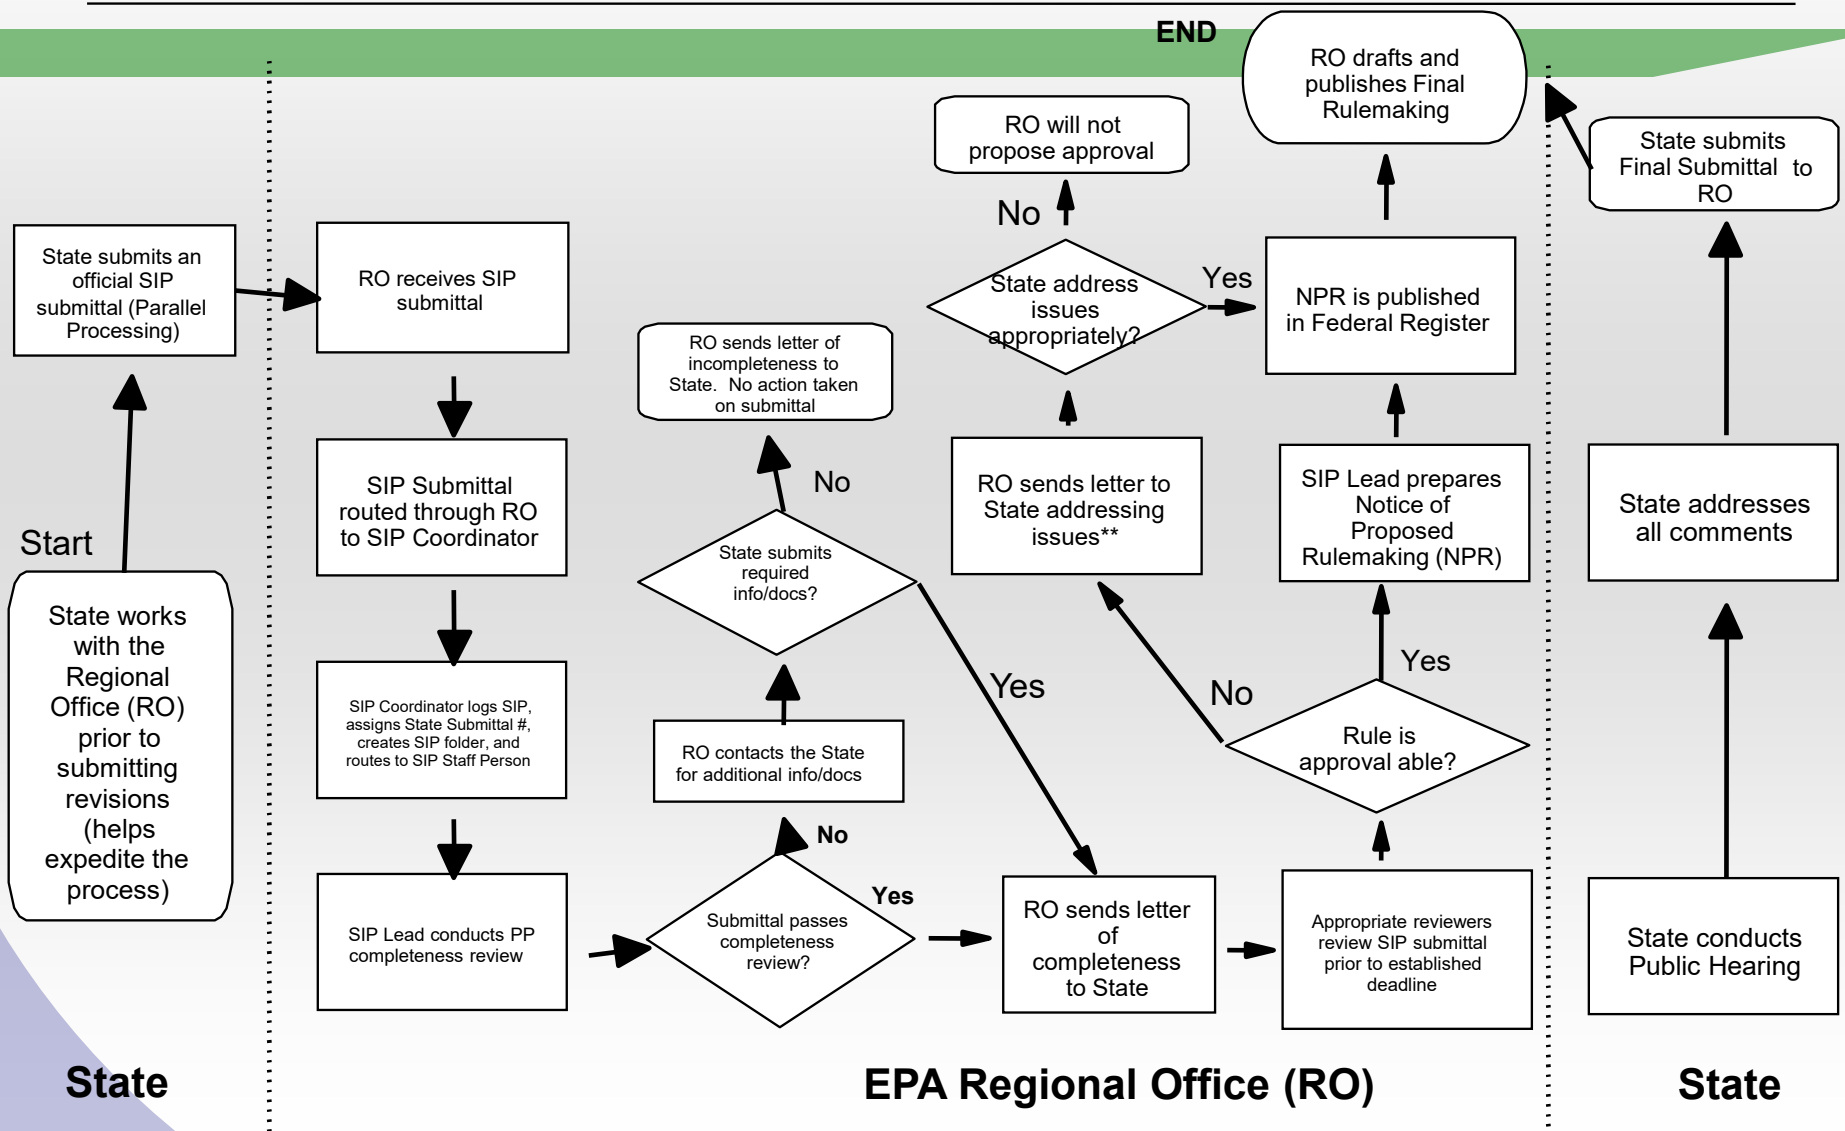 END
RO drafts and
publishes Final
Rulemaking
RO will not
propose approval
State submits
Final Submittal to
RO
No
State submits an
official SIP
submittal (Parallel
Processing)
RO receives SIP
submittal
State address
issues
appropriately?
Yes
NPR is published
in Federal Register
RO sends letter of
incompleteness to
State. No action taken
on submittal
SIP Submittal
routed through RO
to SIP Coordinator
No
RO sends letter to
State addressing
issues**
SIP Lead prepares
Notice of
Proposed
Rulemaking (NPR)
State addresses
all comments
Start
State submits
required
info/docs?
State works
with the
Regional
Office (RO)
prior to
submitting
revisions
(helps
expedite the
process)
Yes
No
Yes
SIP Coordinator logs SIP,
assigns State Submittal #,
creates SIP folder, and
routes to SIP Staff Person
RO contacts the State
for additional info/docs
Rule is
approval able?
No
Yes
SIP Lead conducts PP
completeness review
Submittal passes
completeness
review?
RO sends letter
of
completeness
to State
Appropriate reviewers
review SIP submittal
prior to established
deadline
State conducts
Public Hearing
State
EPA Regional Office (RO)
State